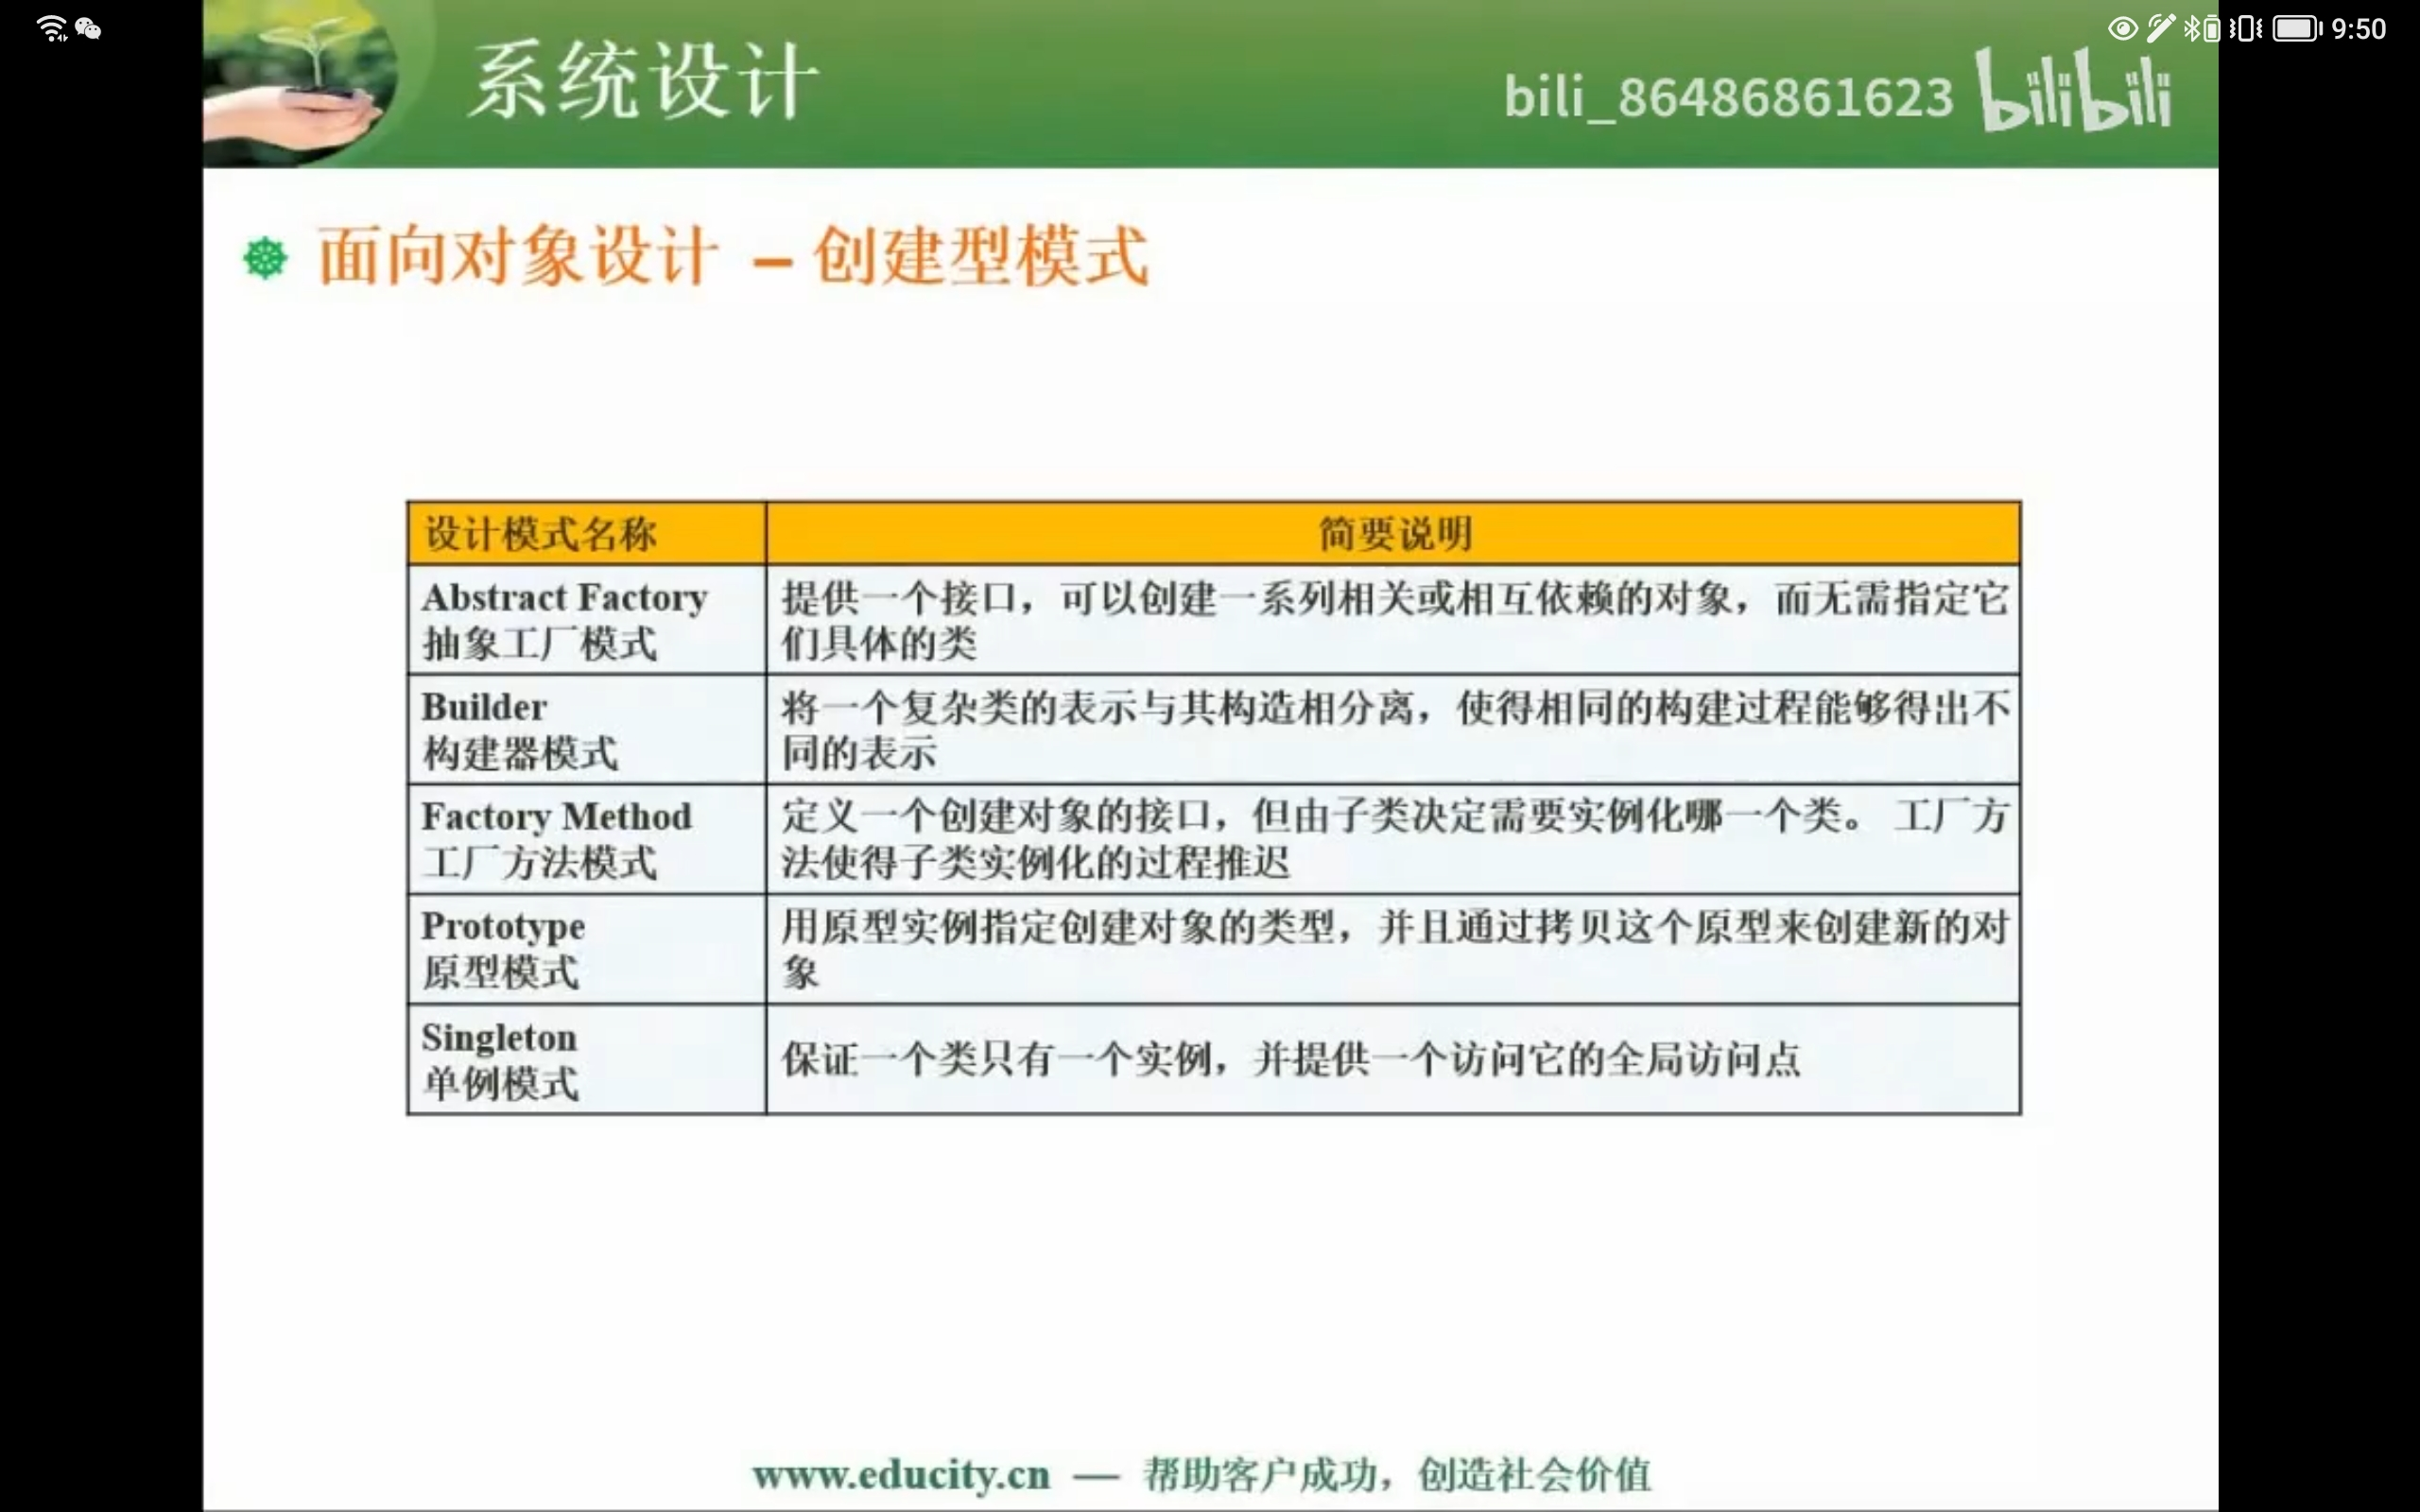 9:50
系统设计
bili_86486861623 bilibili
面向对象设计 – 创建型模式
设计模式名称
简要说明
Abstract Factory
抽象工厂模式
提供一个接口，可以创建一系列相关或相互依赖的对象，而无需指定它
们具体的类
Builder
构建器模式
将一个复杂类的表示与其构造相分离，使得相同的构建过程能够得出不
同的表示
Factory Method
工厂方法模式
定义一个创建对象的接口，但由子类决定需要实例化哪一个类。 工厂方
法使得子类实例化的过程推迟
Prototype
原型模式
用原型实例指定创建对象的类型，并且通过拷贝这个原型来创建新的对
象
Singleton
单例模式
保证一个类只有一个实例，并提供一个访问它的全局访问点
www.educity.cn — 帮助客户成功，创造社会价值